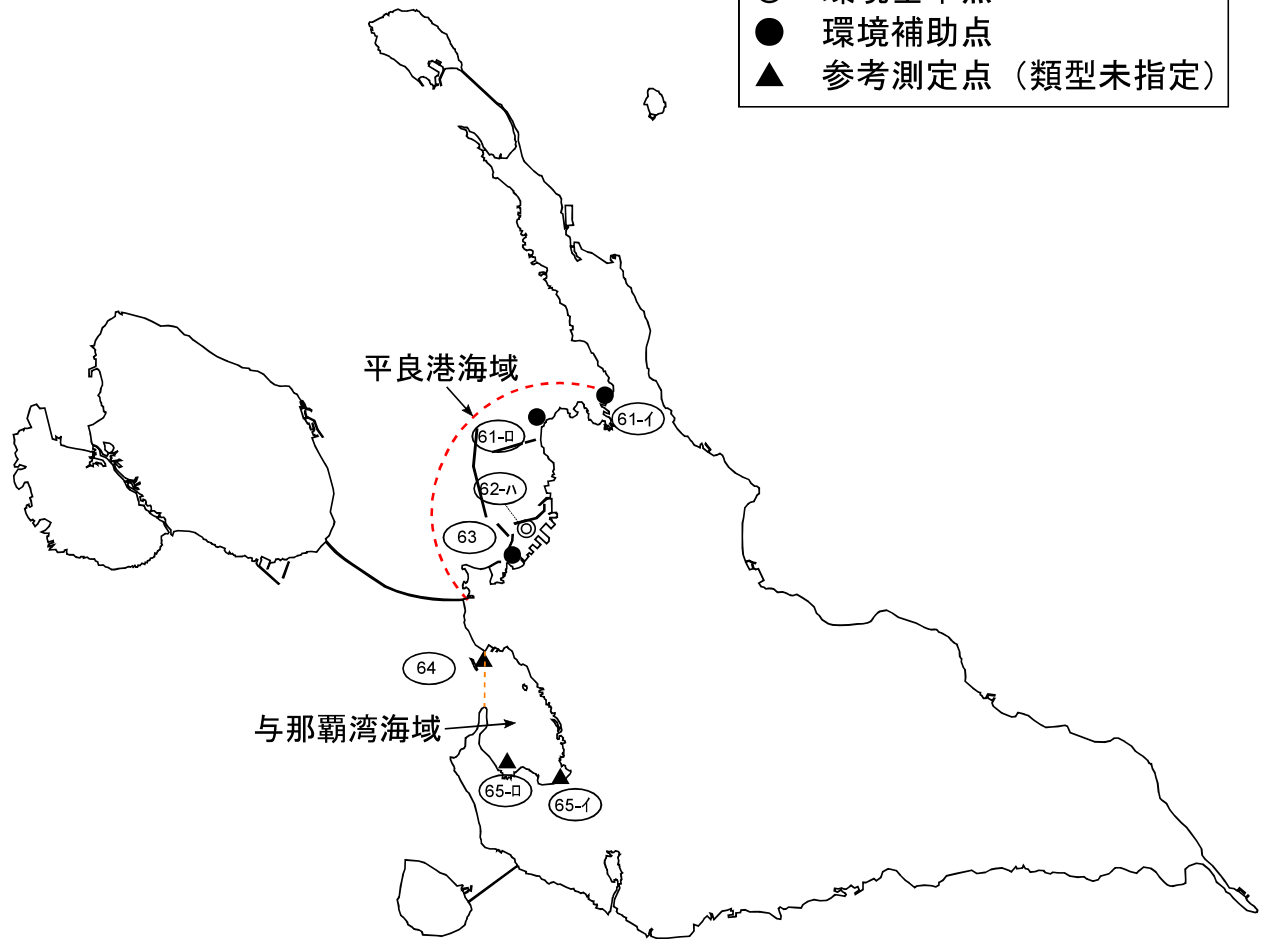 環境補助点
参考測定点（類型未指定）
平良港海域
61-イ
61-ロ
62-ハ
63
64
与那覇湾海域
65-ロ
65-イ